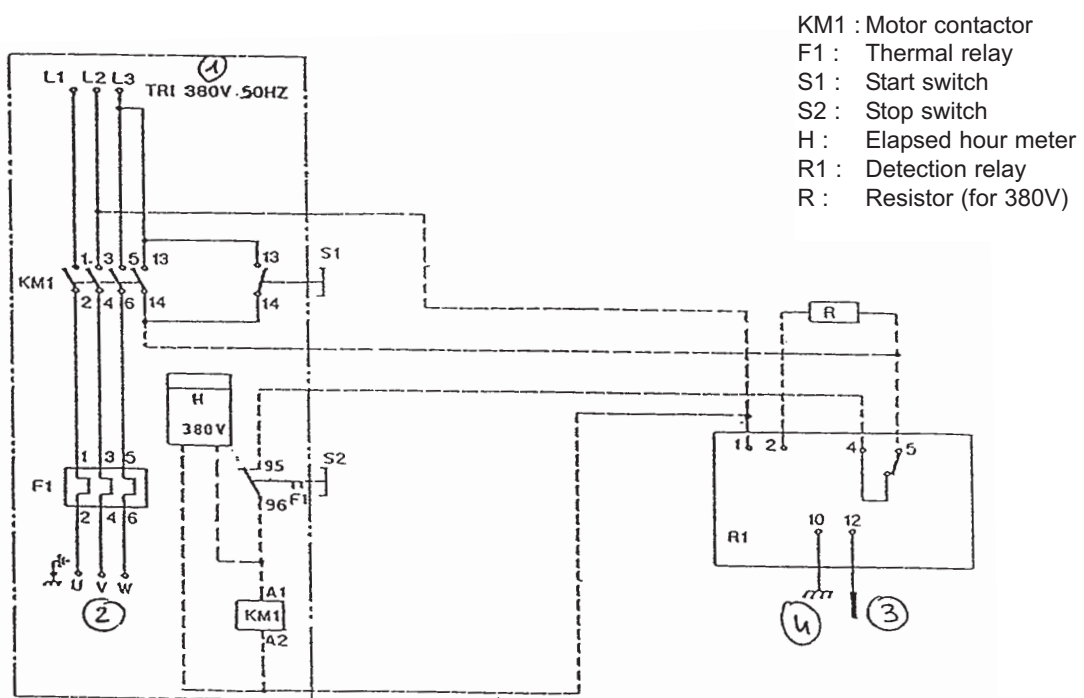 KM1 : Motor contactor
F1 : Thermal relay
S1 : Start switch
S2 : Stop switch
H : Elapsed hour meter
R1 : Detection relay
R : Resistor (for 380V)
1
L1 L2 L3
TRI 380V.50HZ
1 3 5 13 13 S1
KM1
2 4 6 14 14
R
H
380V
1 2 4 5
95 S2
1 3 5
F1
F1
96
2 4 6
10 12
R1
U V W
A1
KM1
A2
2
4 3